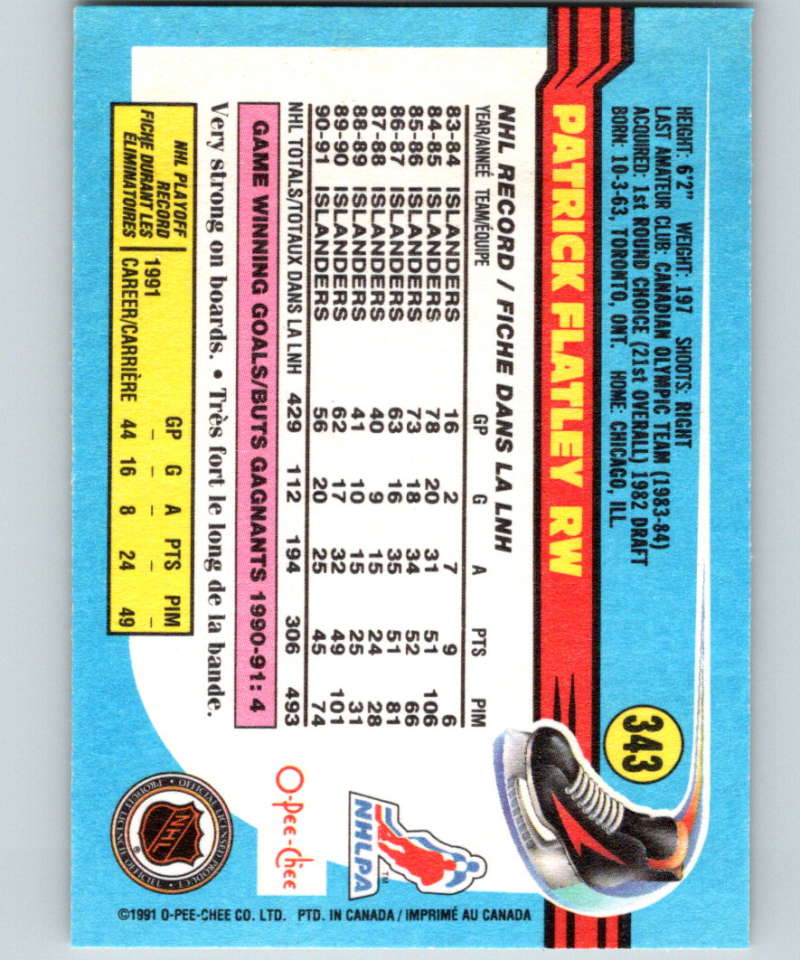 HEIGHT: 6'2" WEIGHT: 197 SHOOTS: RIGHT
LAST AMATEUR CLUB: CANADIAN OLYMPIC TEAM (1983-84)
ACQUIRED: 1st ROUND CHOICE (21st OVERALL) 1982 DRAFT
BORN: 10-3-63, TORONTO, ONT. HOME: CHICAGO, ILL.
343
PATRICK FLATLEY RW
NHL RECORD / FICHE DANS LA LNH
YEAR/ANNÉE TEAM/ÉQUIPE GP G A PTS PIM
83-84 ISLANDERS 16 2 7 9 6
84-85 ISLANDERS 78 20 31 51 106
85-86 ISLANDERS 73 18 34 52 66
86-87 ISLANDERS 63 16 35 51 81
87-88 ISLANDERS 40 9 15 24 28
88-89 ISLANDERS 41 10 15 25 31
89-90 ISLANDERS 62 17 32 49 101
90-91 ISLANDERS 56 20 25 45 74
NHL TOTALS/TOTAUX DANS LA LNH 429 112 194 306 493
GAME WINNING GOALS/BUTS GAGNANTS 1990-91: 4
Very strong on boards. • Très fort le long de la bande.
NHL PLAYOFF RECORD
FICHE DURANT LES ÉLIMINATOIRES
GP G A PTS PIM
1991 – – – – –
CAREER/CARRIÈRE 44 16 8 24 49
NHLPA™
O-Pee-Chee
OFFICIAL LICENSED PRODUCT • PRODUIT LICENCIÉ OFFICIEL •
NHL ®
©1991 O-PEE-CHEE CO. LTD. PTD. IN CANADA / IMPRIMÉ AU CANADA